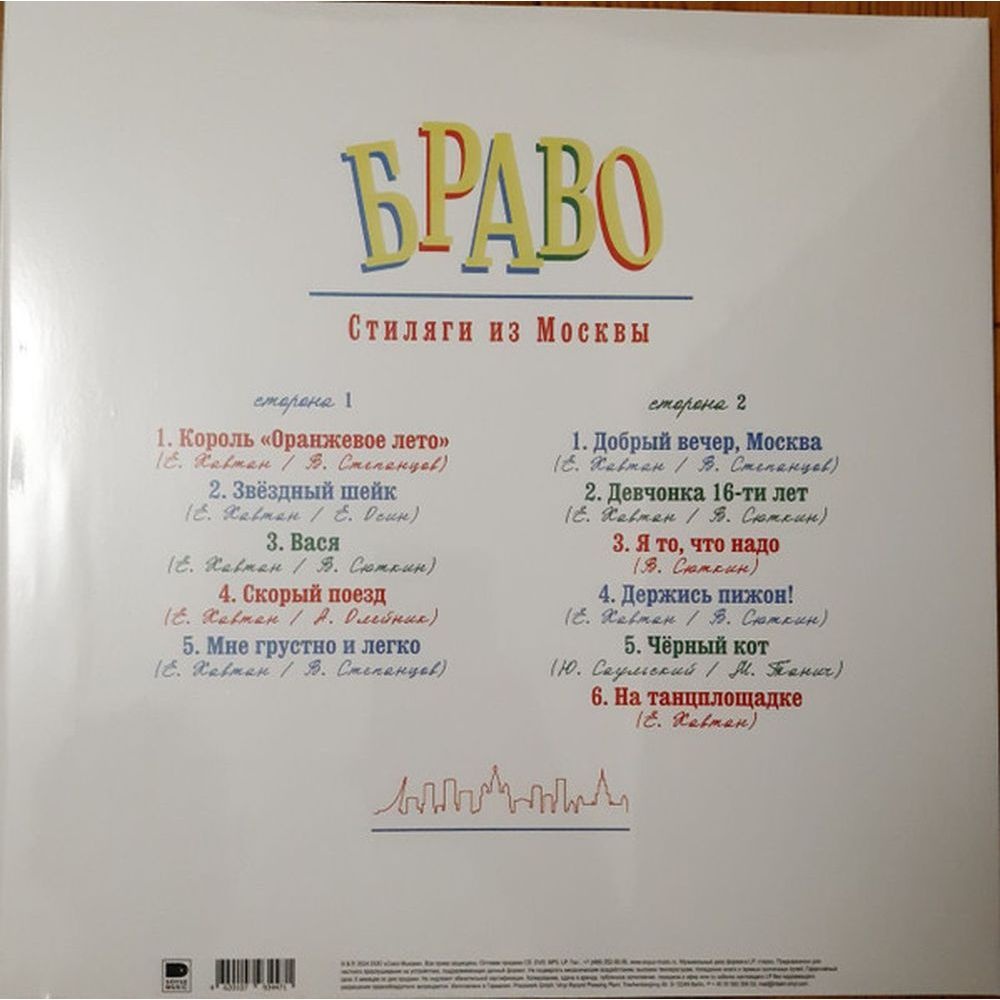 БРАВО
Стиляги из Москвы
сторона 1
1. Король «Оранжевое лето»
(Е. Хавтан / В. Степанцов)
2. Звёздный шейк
(Е. Хавтан / Е. Осин)
3. Вася
(Е. Хавтан / В. Сюткин)
4. Скорый поезд
(Е. Хавтан / А. Олейник)
5. Мне грустно и легко
(Е. Хавтан / В. Степанцов)
сторона 2
1. Добрый вечер, Москва
(Е. Хавтан / В. Степанцов)
2. Девчонка 16-ти лет
(Е. Хавтан / В. Сюткин)
3. Я то, что надо
(В. Сюткин)
4. Держись пижон!
(Е. Хавтан / В. Сюткин)
5. Чёрный кот
(Ю. Саульский / М. Танич)
6. На танцплощадке
(Е. Хавтан)
MUSIC